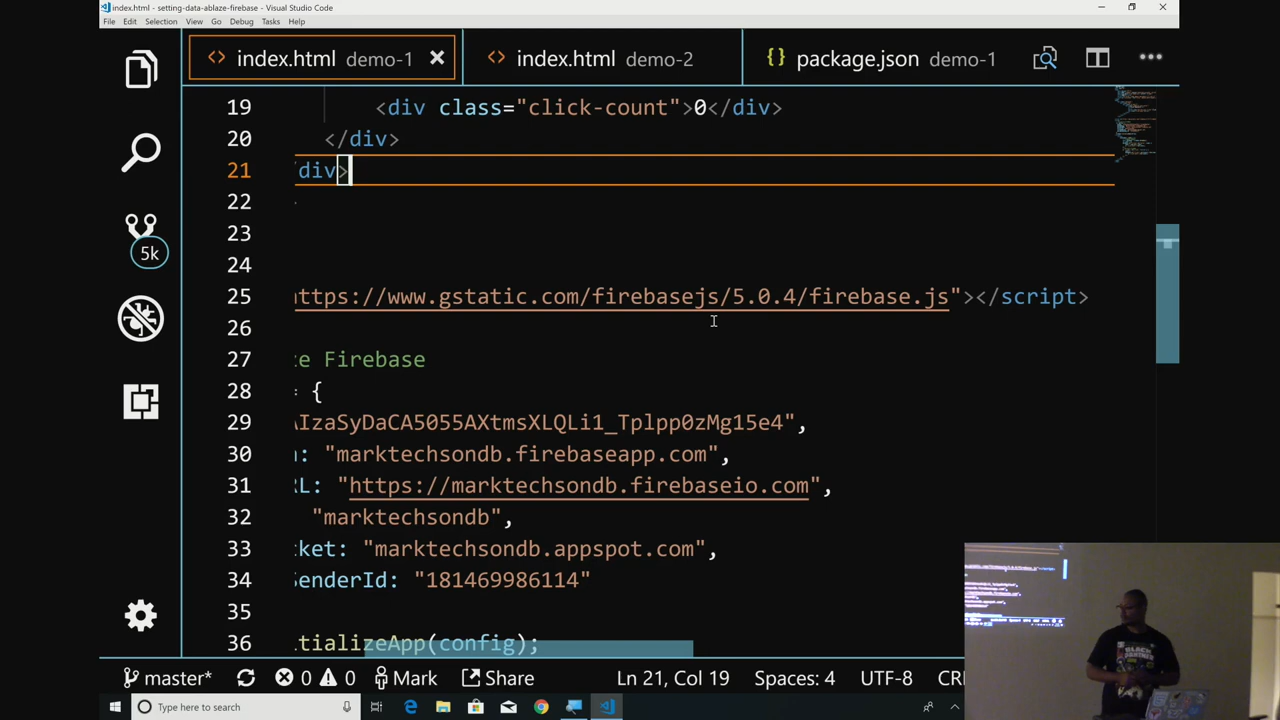 index.html - setting-data-ablaze-firebase - Visual Studio Code
File Edit Selection View Go Debug Tasks Help
<> index.html demo-1
<> index.html demo-2
{} package.json demo-1
19 <div class="click-count">0</div>
20 </div>
21 div>
22
23
24
25 ttps://www.gstatic.com/firebasejs/5.0.4/firebase.js"></script>
26
27 ze Firebase
28 = {
29 AIzaSyDaCA5055AXtmsXLQLi1_Tplpp0zMg15e4",
30 n: "marktechsondb.firebaseapp.com",
31 RL: "https://marktechsondb.firebaseio.com",
32 "marktechsondb",
33 ket: "marktechsondb.appspot.com",
34 SenderId: "181469986114"
35
36 tializeApp(config);
5k
master* 0 0 Mark Share Ln 21, Col 19 Spaces: 4 UTF-8
Type here to search